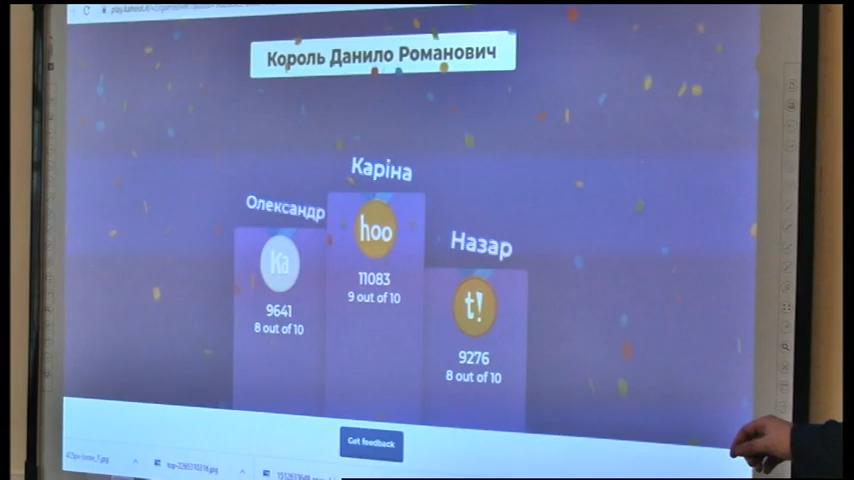 Король Данило Романович
Каріна
Олександр
Назар
hoo
Ka
t!
11083
9 out of 10
9641
8 out of 10
9276
8 out of 10
Get feedback